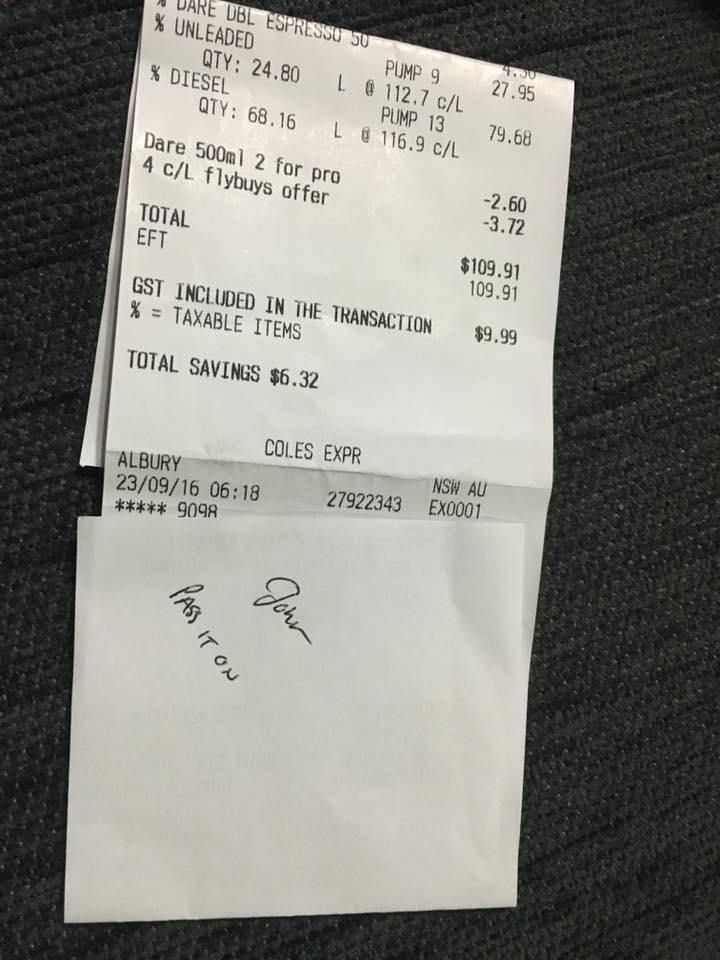 % DARE DBL ESPRESSO 50 4.30
% UNLEADED PUMP 9 27.95
QTY: 24.80 L @ 112.7 c/L
% DIESEL PUMP 13 79.68
QTY: 68.16 L @ 116.9 c/L
Dare 500ml 2 for pro -2.60
4 c/L flybuys offer -3.72
TOTAL $109.91
EFT 109.91
GST INCLUDED IN THE TRANSACTION $9.99
% = TAXABLE ITEMS
TOTAL SAVINGS $6.32
COLES EXPR
ALBURY NSW AU
23/09/16 06:18 27922343 EX0001
***** 9098
John
PASS IT ON